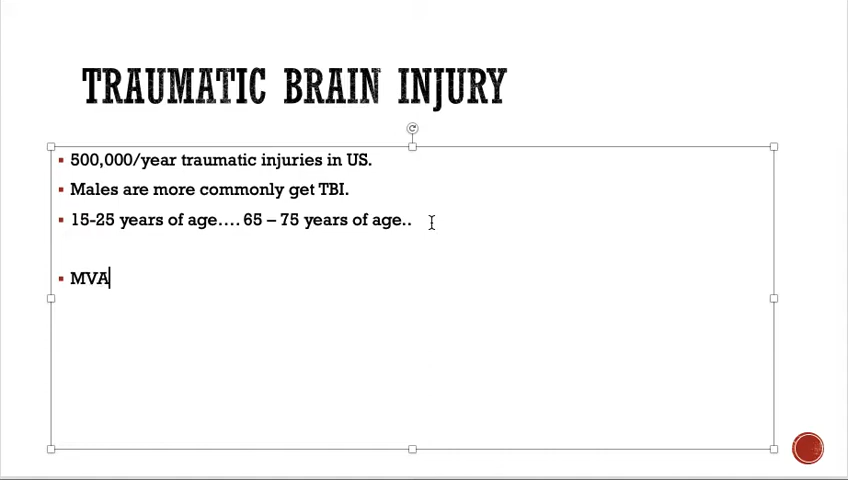 TRAUMATIC BRAIN INJURY
▪ 500,000/year traumatic injuries in US.
▪ Males are more commonly get TBI.
▪ 15-25 years of age.... 65 – 75 years of age..
▪ MVA